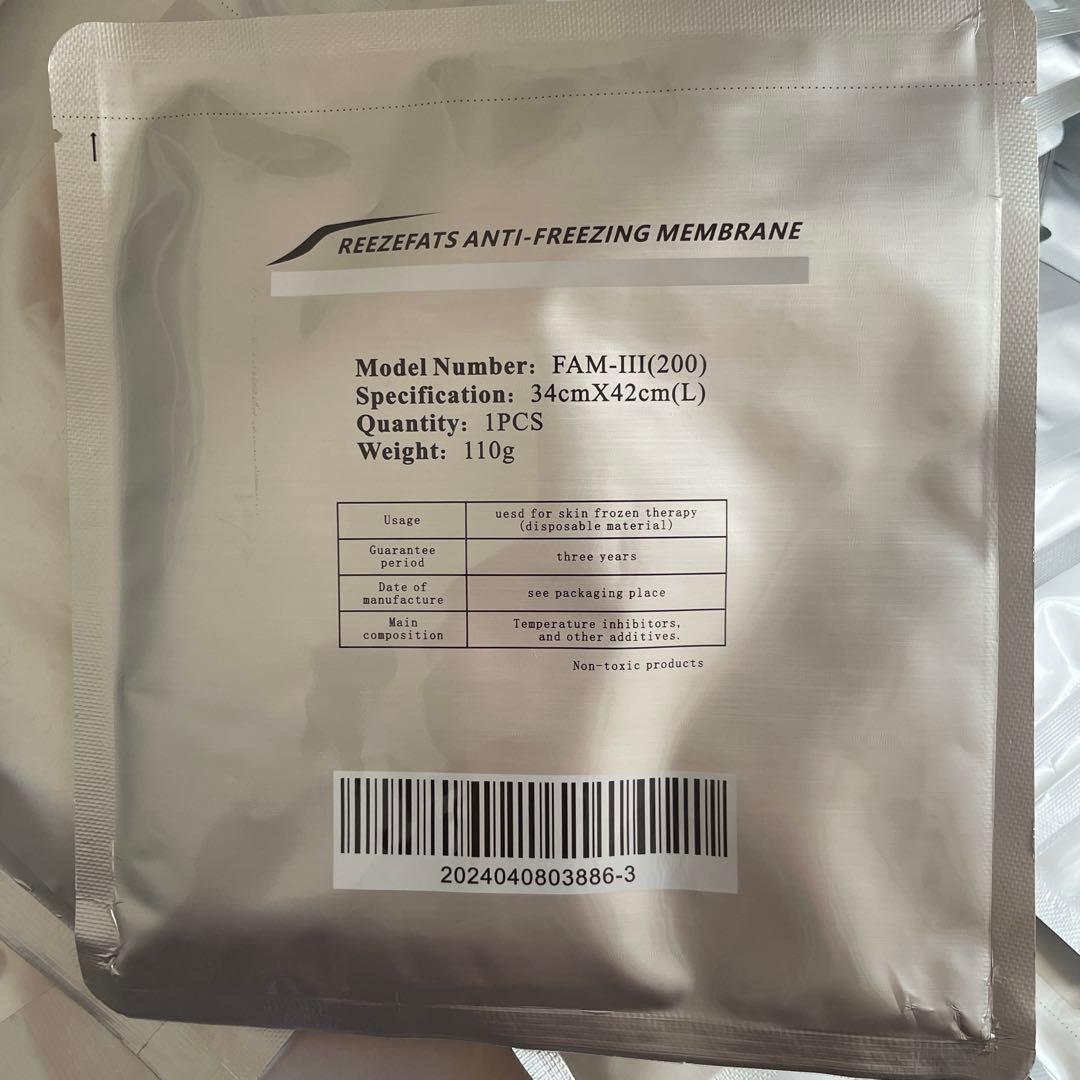 REEZEFATS ANTI-FREEZING MEMBRANE
Model Number: FAM-III(200)
Specification: 34cmX42cm(L)
Quantity: 1PCS
Weight: 110g
Usage
uesd for skin frozen therapy
(disposable material)
Guarantee
period
three years
Date of
manufacture
see packaging place
Main
composition
Temperature inhibitors,
and other additives.
Non-toxic products
2024040803886-3